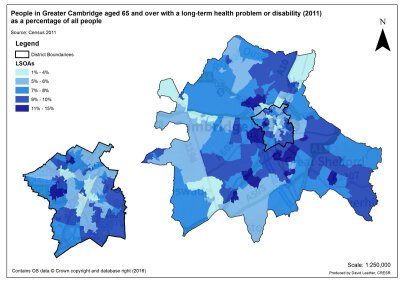 People in Greater Cambridge aged 65 and over with a long-term health problem or disability (2011)
as a percentage of all people
Source: Census 2011
Legend
District Boundaries
LSOAs
1% - 4%
5% - 6%
7% - 8%
9% - 10%
11% - 15%
Contains OS data © Crown copyright and database right (2016)
Scale: 1:250,000
Produced by David Leather, CRESR